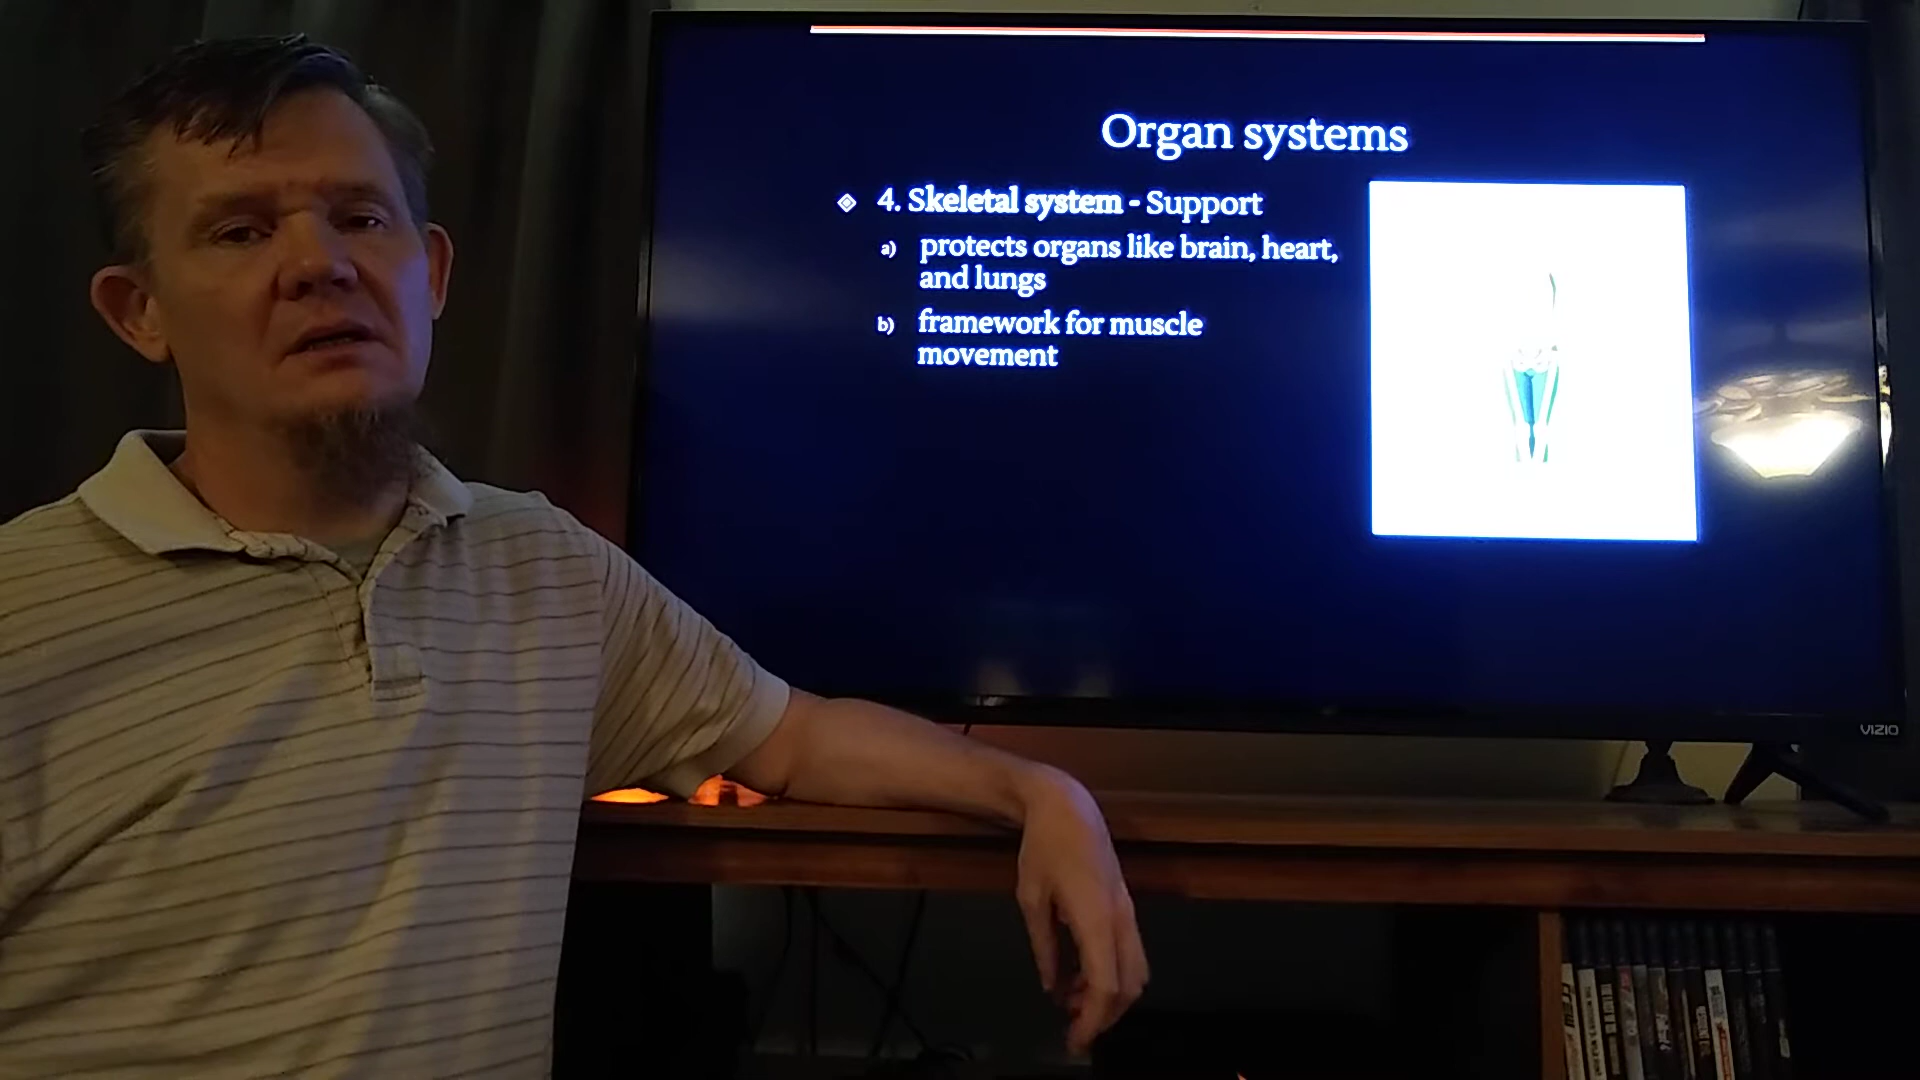 Organ systems
4. Skeletal system - Support
a) protects organs like brain, heart,
and lungs
b) framework for muscle
movement
VIZIO